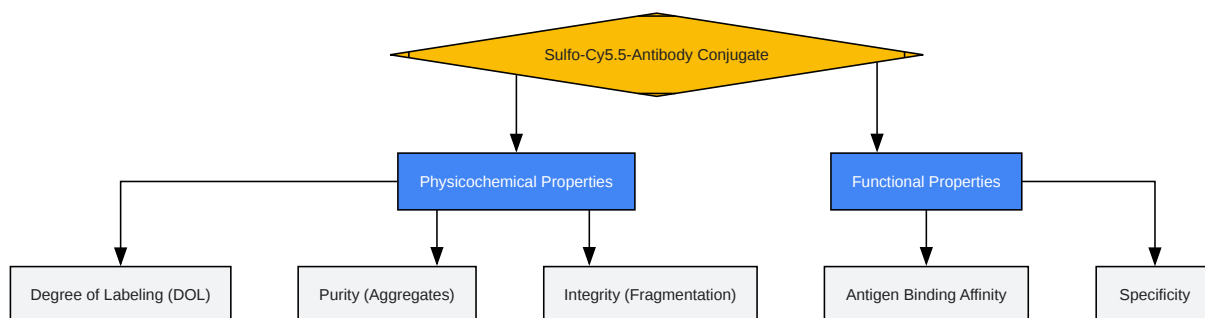 Sulfo-Cy5.5-Antibody Conjugate
Physicochemical Properties
Functional Properties
Degree of Labeling (DOL)
Purity (Aggregates)
Integrity (Fragmentation)
Antigen Binding Affinity
Specificity